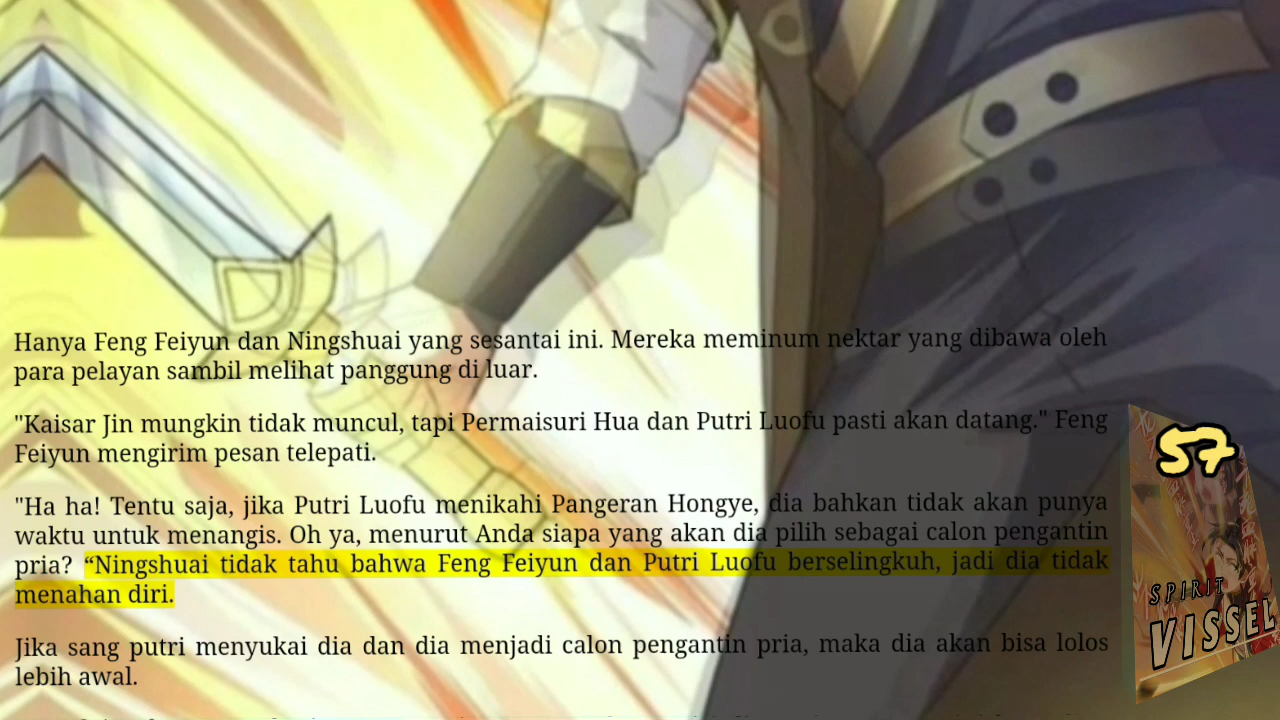 Hanya Feng Feiyun dan Ningshuai yang sesantai ini. Mereka meminum nektar yang dibawa oleh
para pelayan sambil melihat panggung di luar.
"Kaisar Jin mungkin tidak muncul, tapi Permaisuri Hua dan Putri Luofu pasti akan datang." Feng
Feiyun mengirim pesan telepati.
"Ha ha! Tentu saja, jika Putri Luofu menikahi Pangeran Hongye, dia bahkan tidak akan punya
waktu untuk menangis. Oh ya, menurut Anda siapa yang akan dia pilih sebagai calon pengantin
pria? “Ningshuai tidak tahu bahwa Feng Feiyun dan Putri Luofu berselingkuh, jadi dia tidak
menahan diri.
Jika sang putri menyukai dia dan dia menjadi calon pengantin pria, maka dia akan bisa lolos
lebih awal.
57
SPIRIT
VISSEL